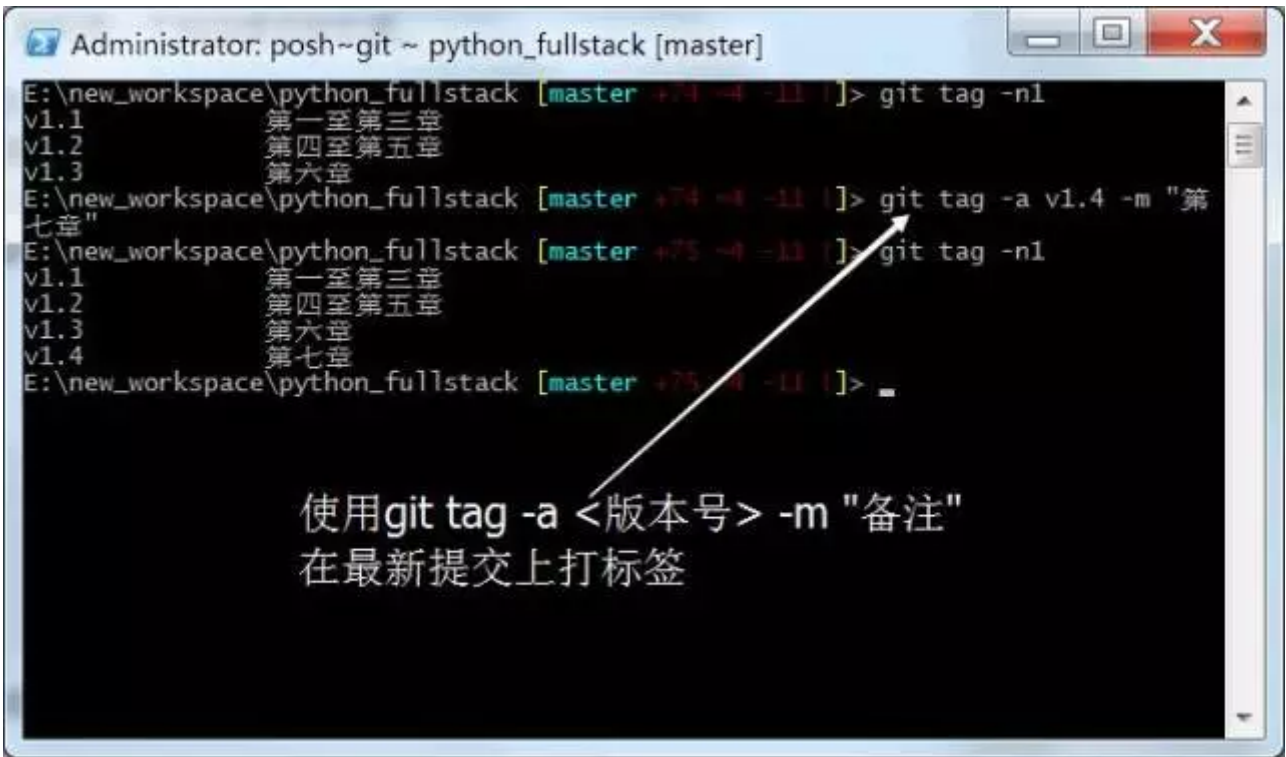 Administrator: posh~git ~ python_fullstack [master]
E:\new_workspace\python_fullstack [master +74 ~4 -11 !]> git tag -n1
v1.1 第一至第三章
v1.2 第四至第五章
v1.3 第六章
E:\new_workspace\python_fullstack [master +74 ~4 -11 !]> git tag -a v1.4 -m "第
七章"
E:\new_workspace\python_fullstack [master +75 ~4 -11 !]> git tag -n1
v1.1 第一至第三章
v1.2 第四至第五章
v1.3 第六章
v1.4 第七章
E:\new_workspace\python_fullstack [master +75 ~4 -11 !]> _
使用git tag -a <版本号> -m "备注"
在最新提交上打标签